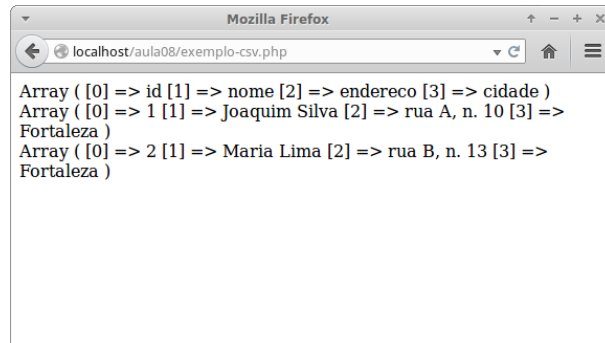 Mozilla Firefox
localhost/aula08/exemplo-csv.php
Array ( [0] => id [1] => nome [2] => endereco [3] => cidade )
Array ( [0] => 1 [1] => Joaquim Silva [2] => rua A, n. 10 [3] =>
Fortaleza )
Array ( [0] => 2 [1] => Maria Lima [2] => rua B, n. 13 [3] =>
Fortaleza )